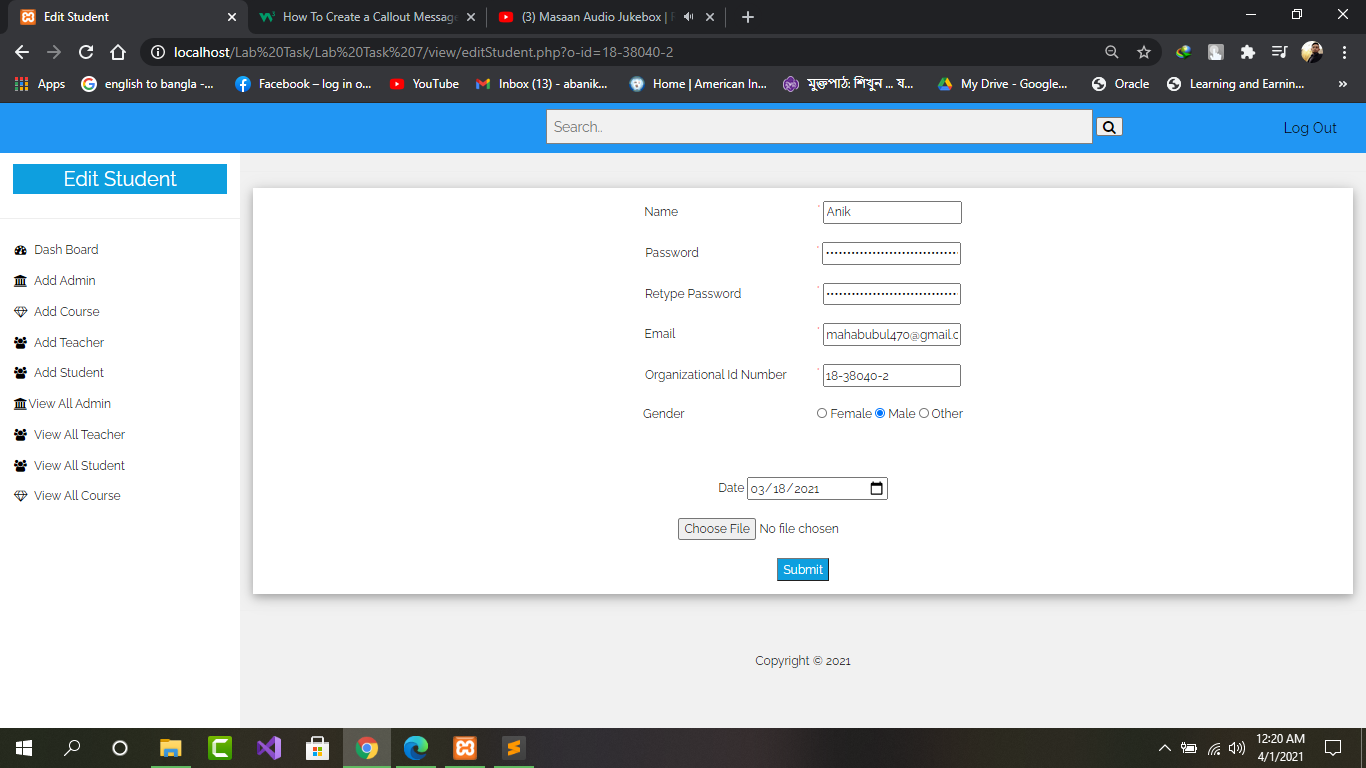 Edit Student
How To Create a Callout Message
(3) Masaan Audio Jukebox |
localhost/Lab%20Task/Lab%20Task%207/view/editStudent.php?o-id=18-38040-2
Apps
english to bangla -...
Facebook – log in o...
YouTube
Inbox (13) - abanik...
Home | American In...
মুক্তপাঠ: শিখুন ... য...
My Drive - Google...
Oracle
Learning and Earnin...
»
Search..
Log Out
Edit Student
Dash Board
Add Admin
Add Course
Add Teacher
Add Student
View All Admin
View All Teacher
View All Student
View All Course
Name * Anik
Password *
Retype Password *
Email * mahabubul470@gmail.c
Organizational Id Number * 18-38040-2
Gender Female Male Other
Date 03/18/2021
Choose File No file chosen
Submit
Copyright © 2021
12:20 AM
4/1/2021